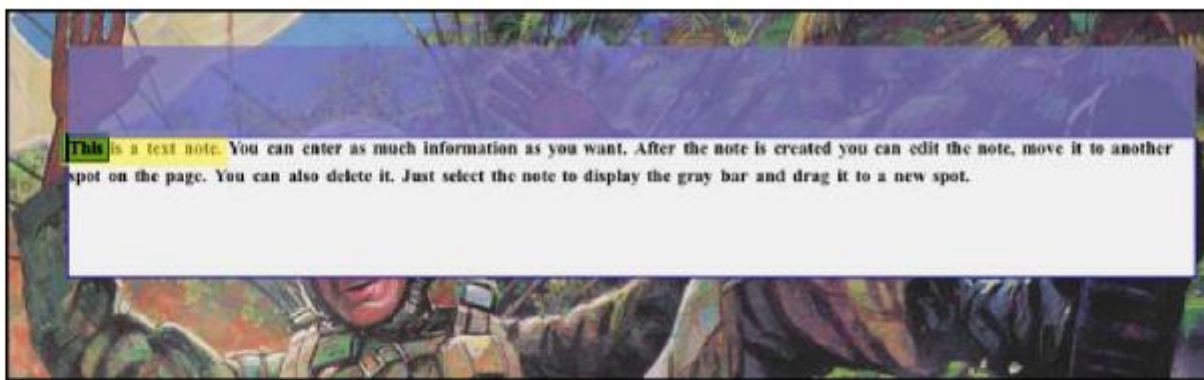 This is a text note. You can enter as much information as you want. After the note is created you can edit the note, move it to another
spot on the page. You can also delete it. Just select the note to display the gray bar and drag it to a new spot.